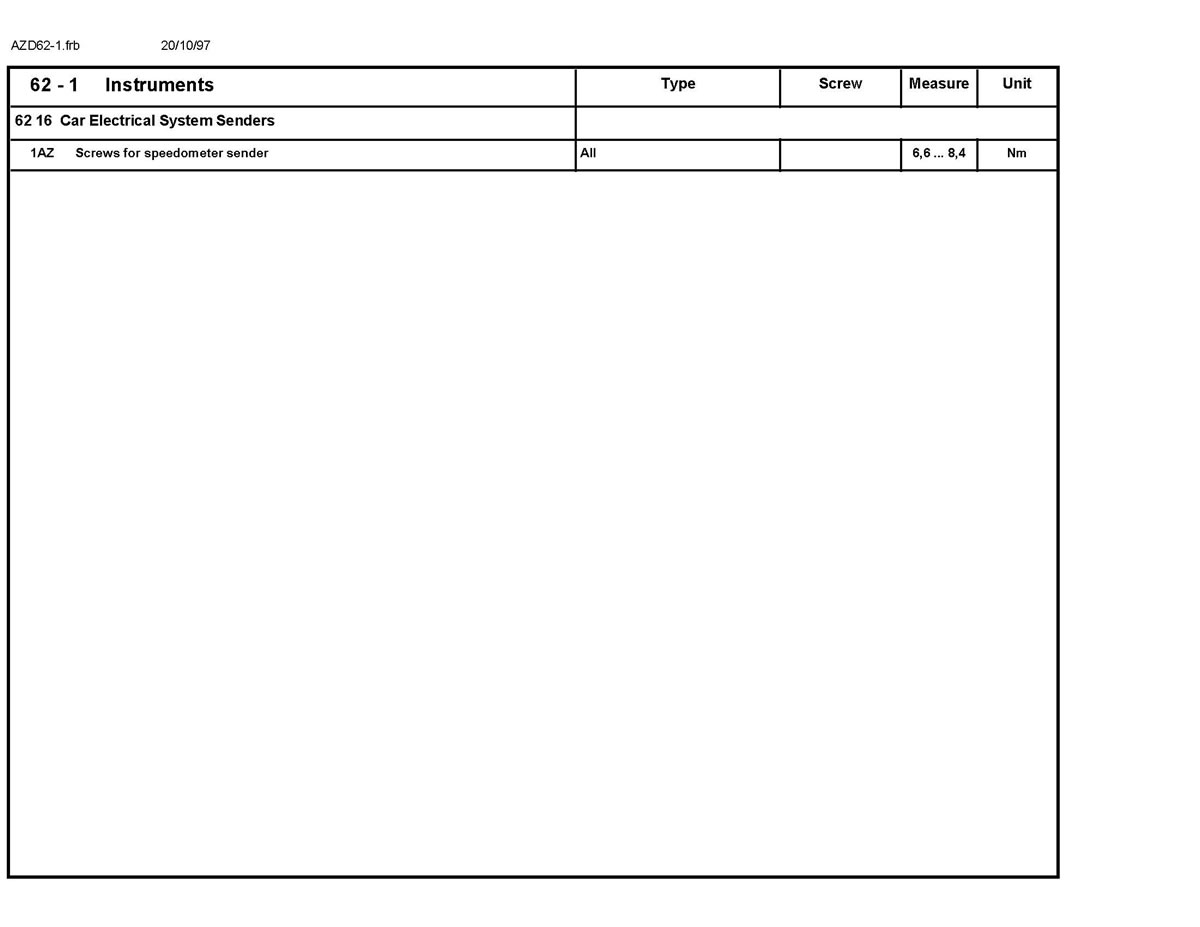 AZD62-1.frb 20/10/97
62 - 1 Instruments Type Screw Measure Unit
62 16 Car Electrical System Senders
1AZ Screws for speedometer sender All 6,6 ... 8,4 Nm